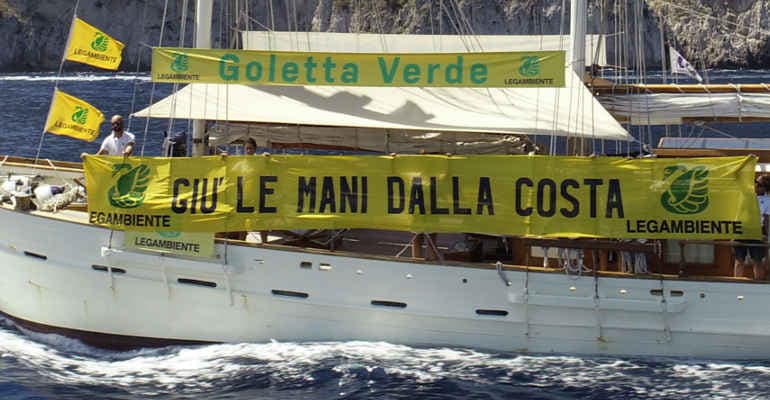 LEGAMBIENTE
LEGAMBIENTE
LEGAMBIENTE
Goletta Verde
LEGAMBIENTE
GIU' LE MANI DALLA COSTA
EGAMBIENTE
LEGAMBIENTE
LEGAMBIENTE